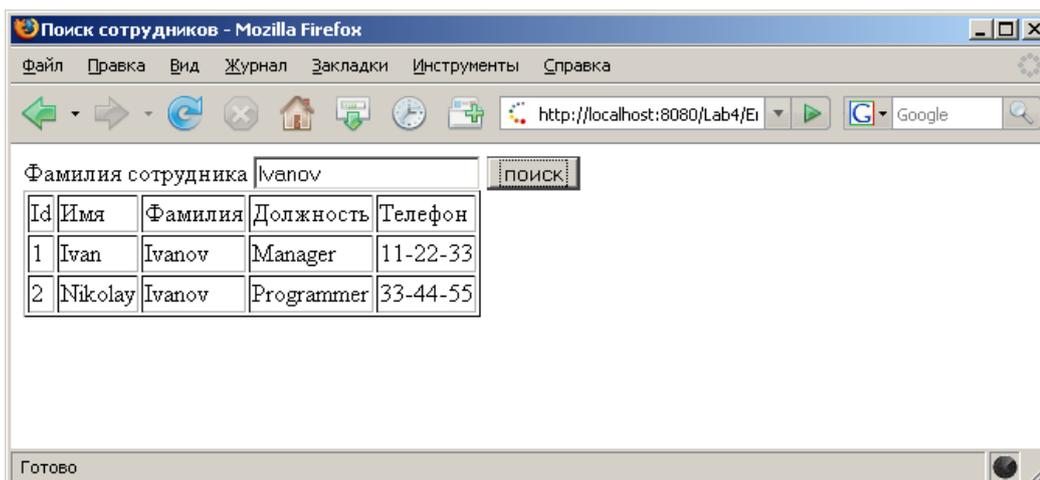 Поиск сотрудников - Mozilla Firefox
Файл Правка Вид Журнал Закладки Инструменты Справка
http://localhost:8080/Lab4/Ei G Google
Фамилия сотрудника Ivanov поиск
Id Имя Фамилия Должность Телефон
1 Ivan Ivanov Manager 11-22-33
2 Nikolay Ivanov Programmer 33-44-55
Готово